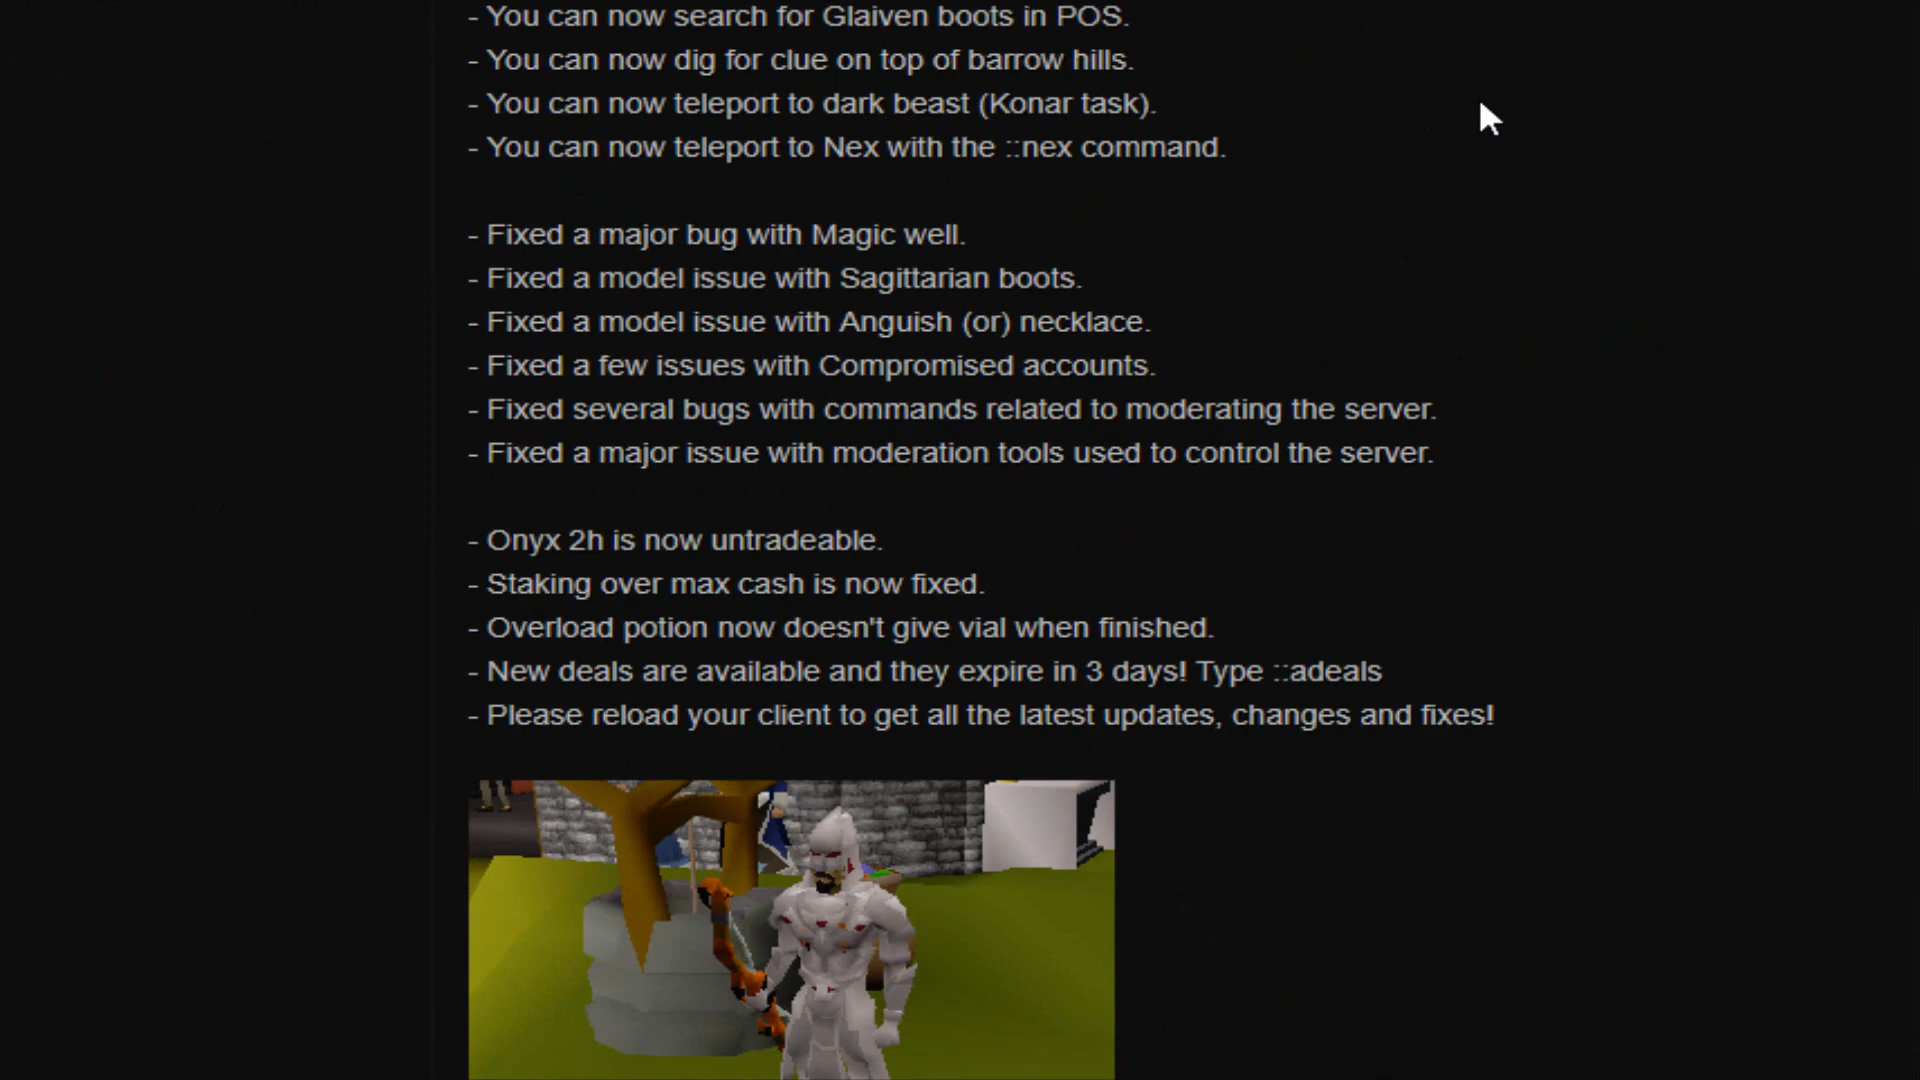 - You can now search for Glaiven boots in POS.
- You can now dig for clue on top of barrow hills.
- You can now teleport to dark beast (Konar task).
- You can now teleport to Nex with the ::nex command.
- Fixed a major bug with Magic well.
- Fixed a model issue with Sagittarian boots.
- Fixed a model issue with Anguish (or) necklace.
- Fixed a few issues with Compromised accounts.
- Fixed several bugs with commands related to moderating the server.
- Fixed a major issue with moderation tools used to control the server.
- Onyx 2h is now untradeable.
- Staking over max cash is now fixed.
- Overload potion now doesn't give vial when finished.
- New deals are available and they expire in 3 days! Type ::adeals
- Please reload your client to get all the latest updates, changes and fixes!